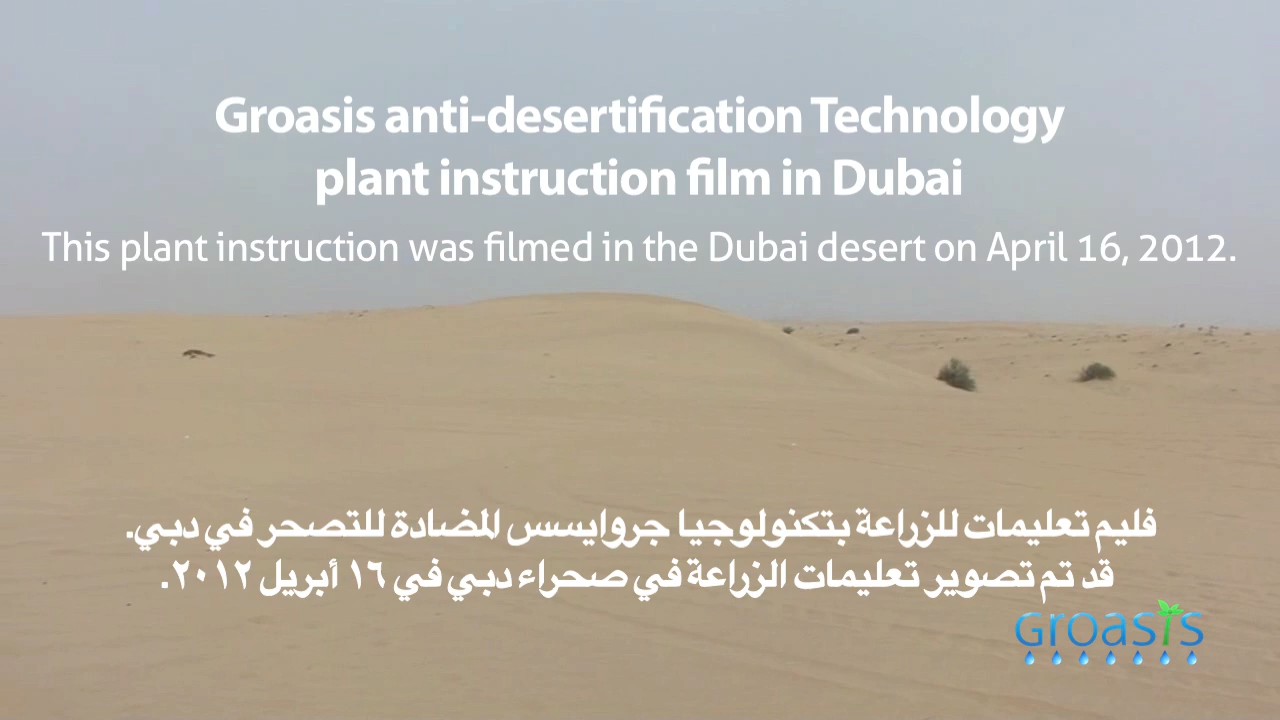 Groasis anti-desertification Technology
plant instruction film in Dubai
This plant instruction was filmed in the Dubai desert on April 16, 2012.
فليم تعليمات للزراعة بتكنولوجيا جروايسس المضادة للتصحر في دبي.
قد تم تصوير تعليمات الزراعة في صحراء دبي في ١٦ أبريل ٢٠١٢.
Groasis